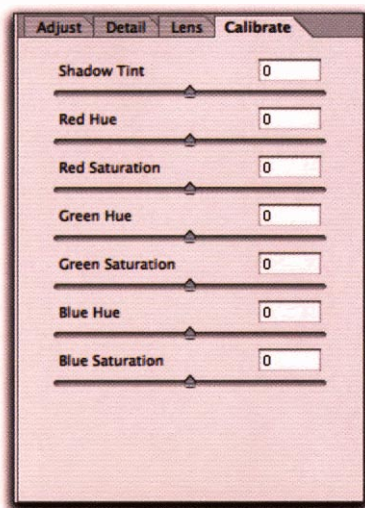 Adjust Detail Lens Calibrate
Shadow Tint 0
Red Hue 0
Red Saturation 0
Green Hue 0
Green Saturation 0
Blue Hue 0
Blue Saturation 0